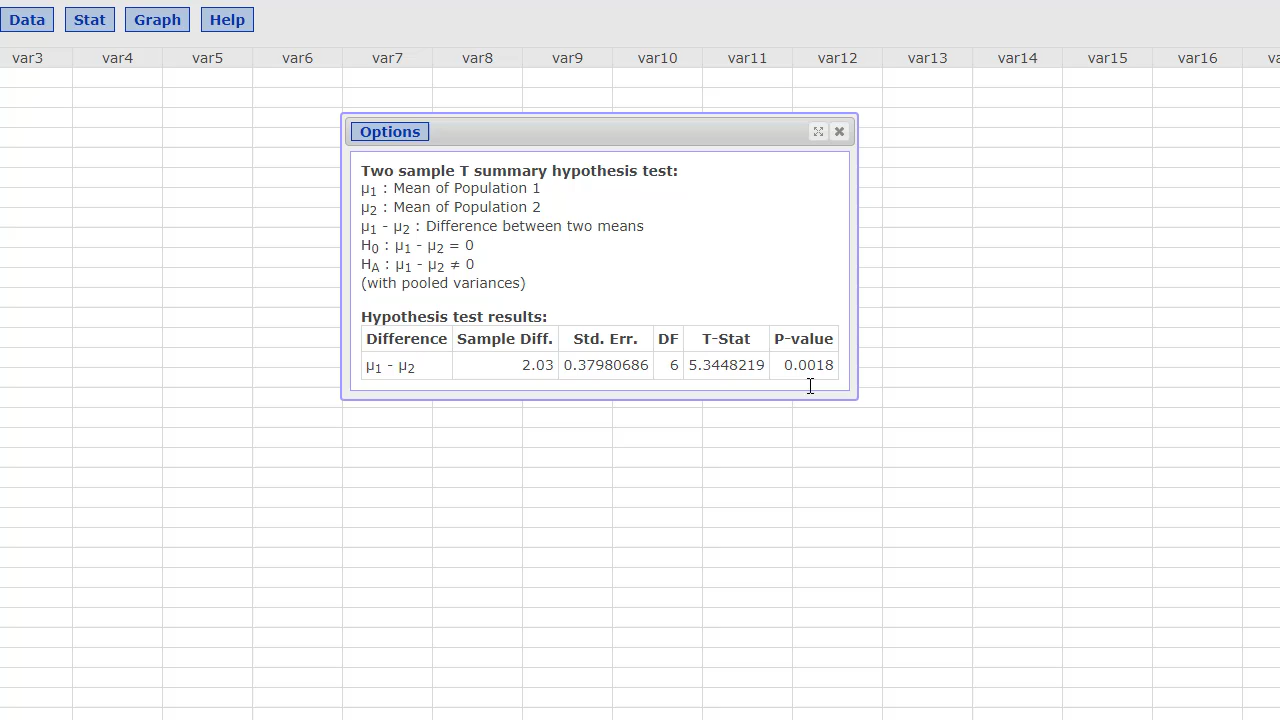 Data Stat Graph Help
var3 var4 var5 var6 var7 var8 var9 var10 var11 var12 var13 var14 var15 var16 va
Options
Two sample T summary hypothesis test:
μ1 : Mean of Population 1
μ2 : Mean of Population 2
μ1 - μ2 : Difference between two means
H0 : μ1 - μ2 = 0
HA : μ1 - μ2 ≠ 0
(with pooled variances)
Hypothesis test results:
Difference Sample Diff. Std. Err. DF T-Stat P-value
μ1 - μ2 2.03 0.37980686 6 5.3448219 0.0018